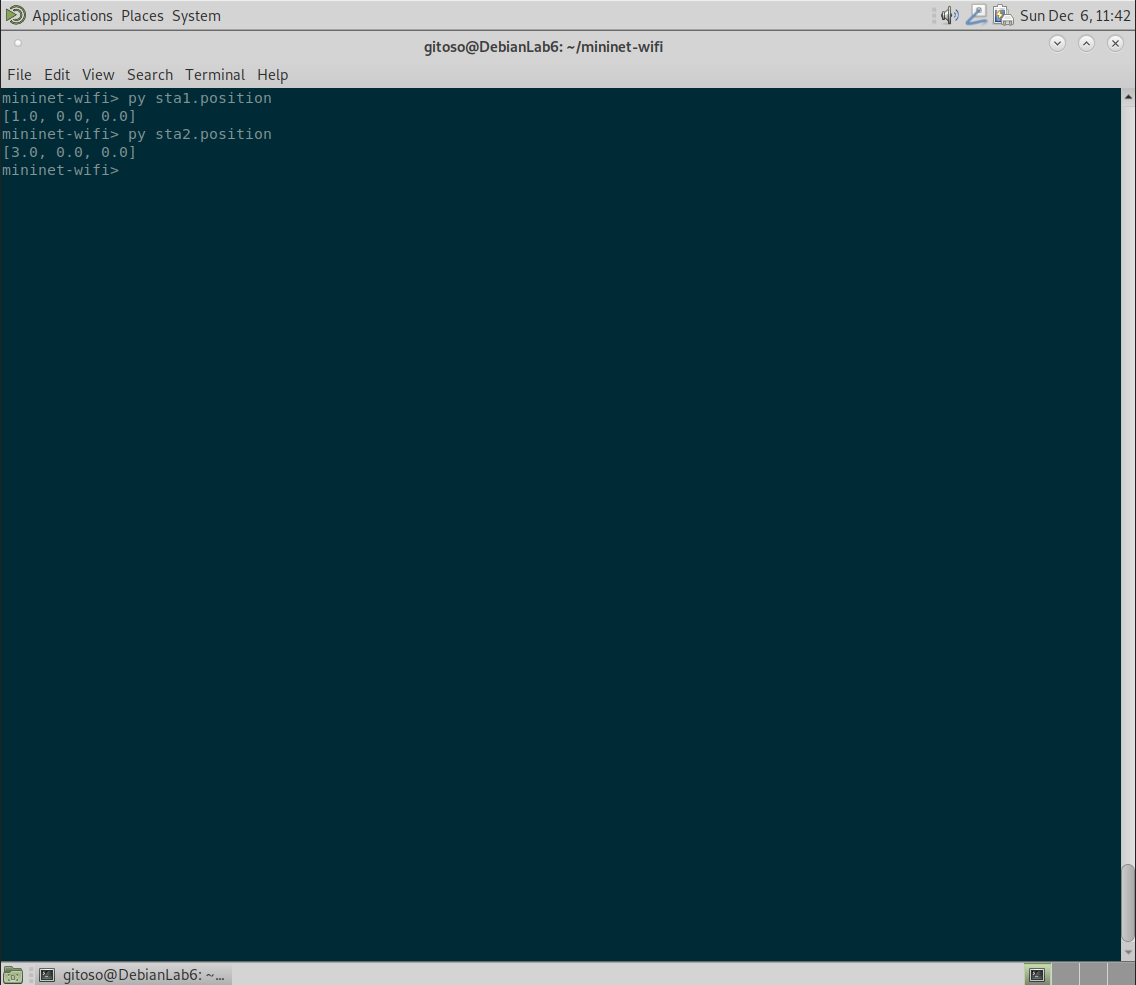 Applications Places System Sun Dec 6, 11:42
gitoso@DebianLab6: ~/mininet-wifi
File Edit View Search Terminal Help
mininet-wifi> py sta1.position
[1.0, 0.0, 0.0]
mininet-wifi> py sta2.position
[3.0, 0.0, 0.0]
mininet-wifi>
gitoso@DebianLab6: ~...